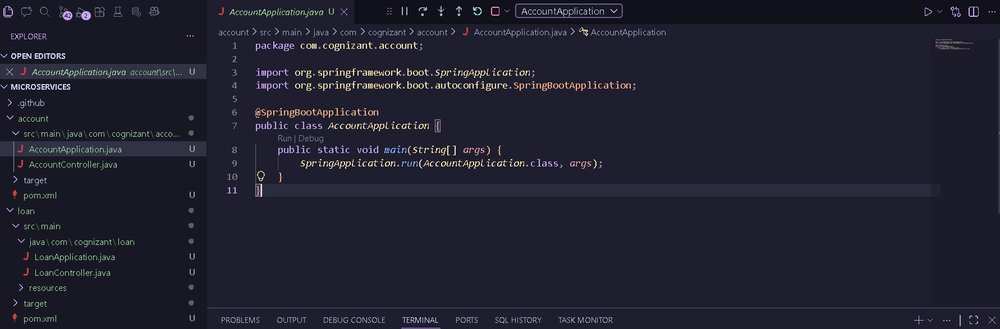 42
2
AccountApplication.java U
AccountApplication
EXPLORER
OPEN EDITORS
AccountApplication.java account\src\... U
MICROSERVICES
.github
account
src\main\java\com\cognizant\acco...
AccountApplication.java U
AccountController.java U
target
pom.xml U
loan
src\main
java\com\cognizant\loan
LoanApplication.java U
LoanController.java U
resources
target
pom.xml U
account > src > main > java > com > cognizant > account > AccountApplication.java > AccountApplication
1 package com.cognizant.account;
2
3 import org.springframework.boot.SpringApplication;
4 import org.springframework.boot.autoconfigure.SpringBootApplication;
5
6 @SpringBootApplication
7 public class AccountApplication {
Run | Debug
8 public static void main(String[] args) {
9 SpringApplication.run(AccountApplication.class, args);
10 }
11 }
PROBLEMS OUTPUT DEBUG CONSOLE TERMINAL PORTS SQL HISTORY TASK MONITOR